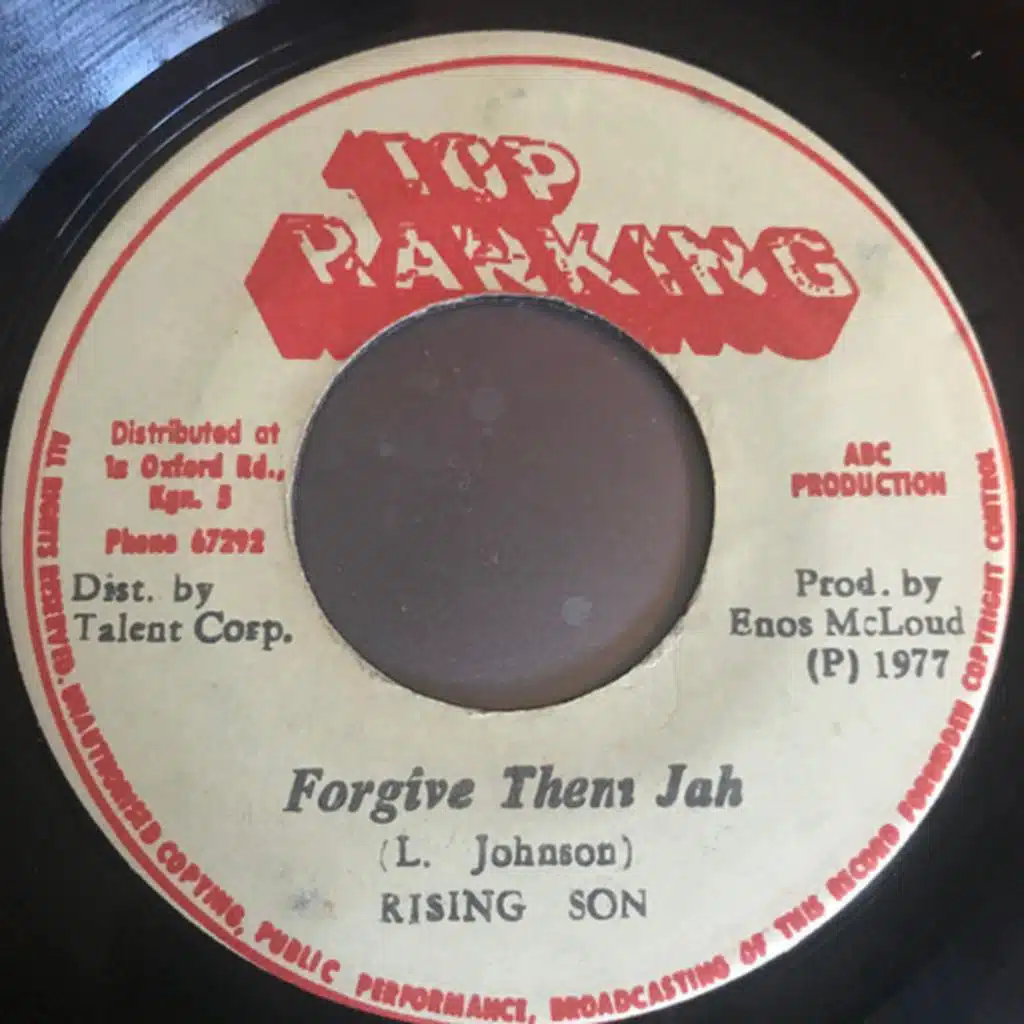 TOP
RANKING
Distributed at
1a Oxford Rd.,
Kgn. 5
Phone 67292
ABC
PRODUCTION
Dist. by
Talent Corp.
Prod. by
Enos McLoud
(P) 1977
Forgive Them Jah
(L. Johnson)
RISING SON
ALL RIGHTS RESERVED. UNAUTHORISED COPYING, PUBLIC PERFORMANCE, BROADCASTING OF THIS RECORD FORBIDDEN COPYRIGHT CONTROL